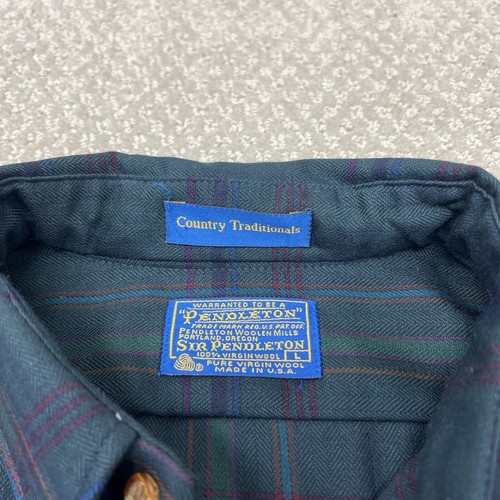 Country Traditionals
WARRANTED TO BE A
"PENDLETON"
TRADE MARK REG. U.S. PAT. OFF.
PENDLETON WOOLEN MILLS
PORTLAND, OREGON
SIR PENDLETON
100% VIRGIN WOOL L
PURE VIRGIN WOOL
MADE IN U.S.A.